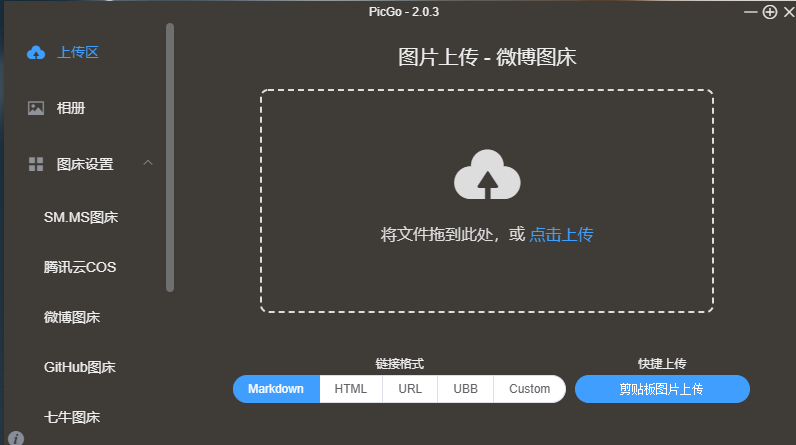 PicGo - 2.0.3
上传区
相册
图床设置
SM.MS图床
腾讯云COS
微博图床
GitHub图床
七牛图床
图片上传 - 微博图床
将文件拖到此处，或 点击上传
链接格式
Markdown HTML URL UBB Custom
快捷上传
剪贴板图片上传